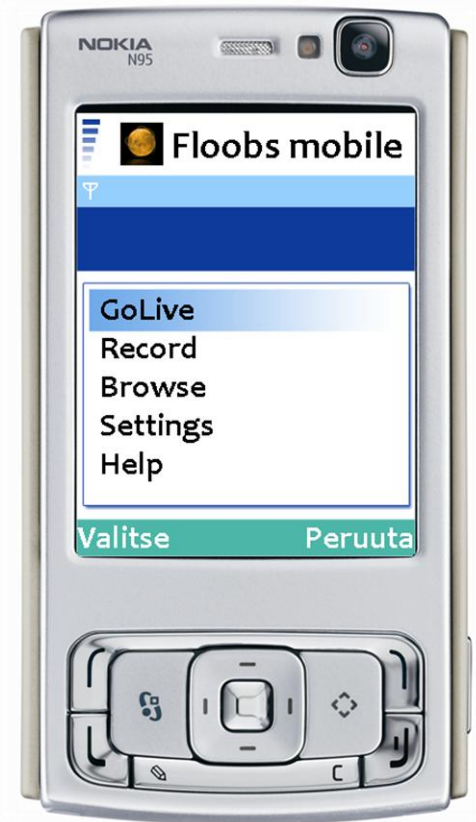 NOKIA
N95
Floobs mobile
GoLive
Record
Browse
Settings
Help
Valitse Peruuta
C